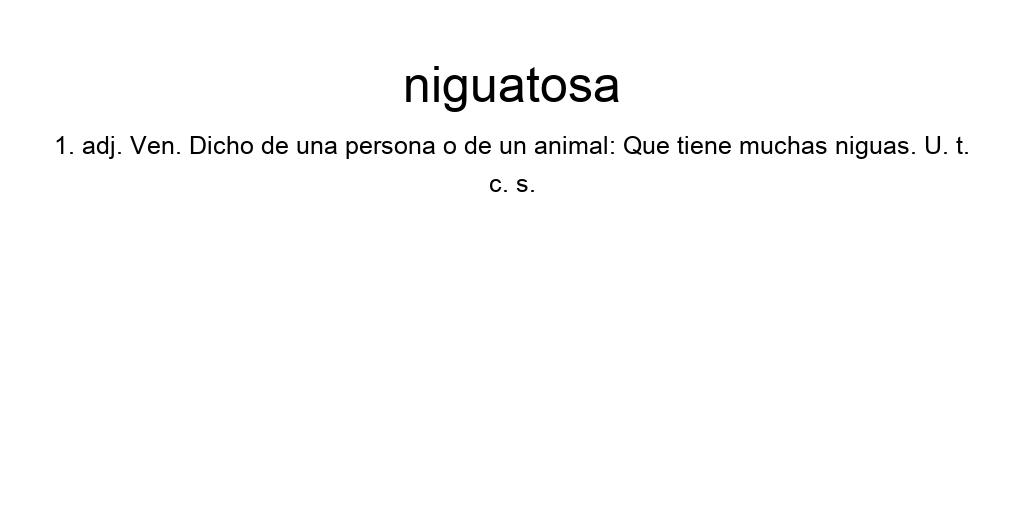 niguatosa
1. adj. Ven. Dicho de una persona o de un animal: Que tiene muchas niguas. U. t.
c. s.